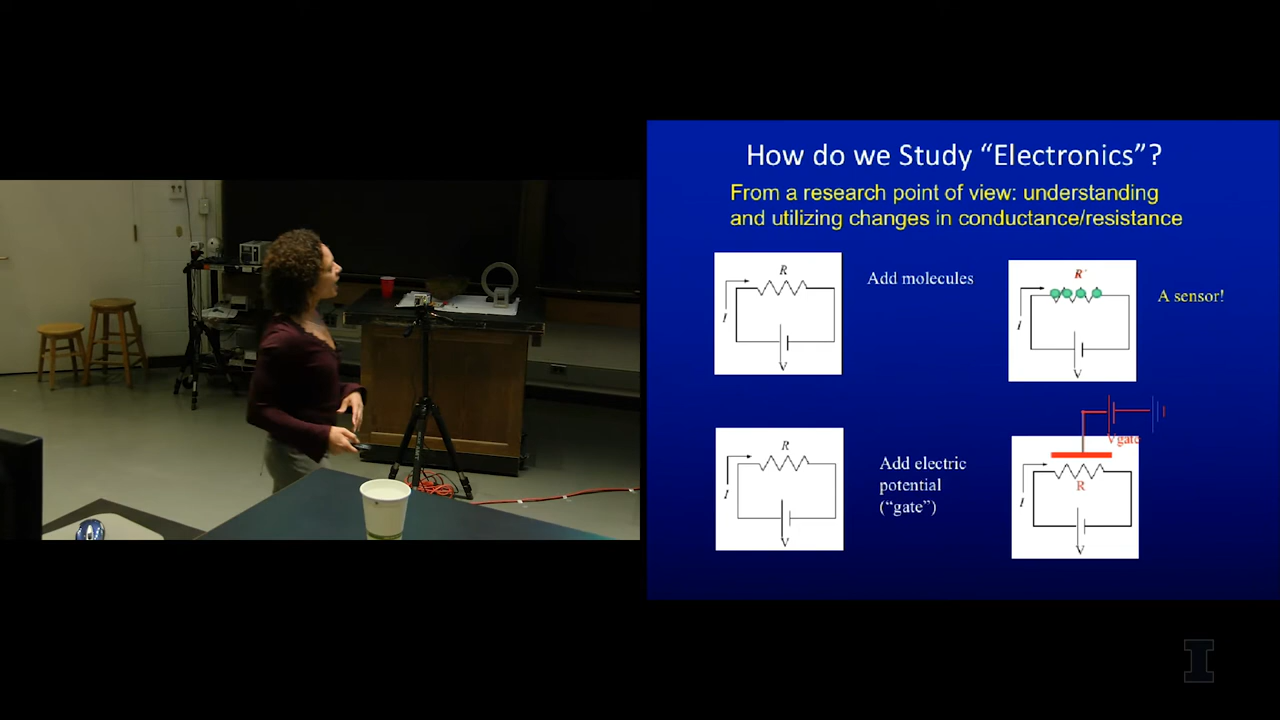 How do we Study “Electronics”?
From a research point of view: understanding
and utilizing changes in conductance/resistance
R
I
V
Add molecules
R'
I
V
A sensor!
R
I
V
Add electric
potential
(“gate”)
Vgate
R
I
V
I